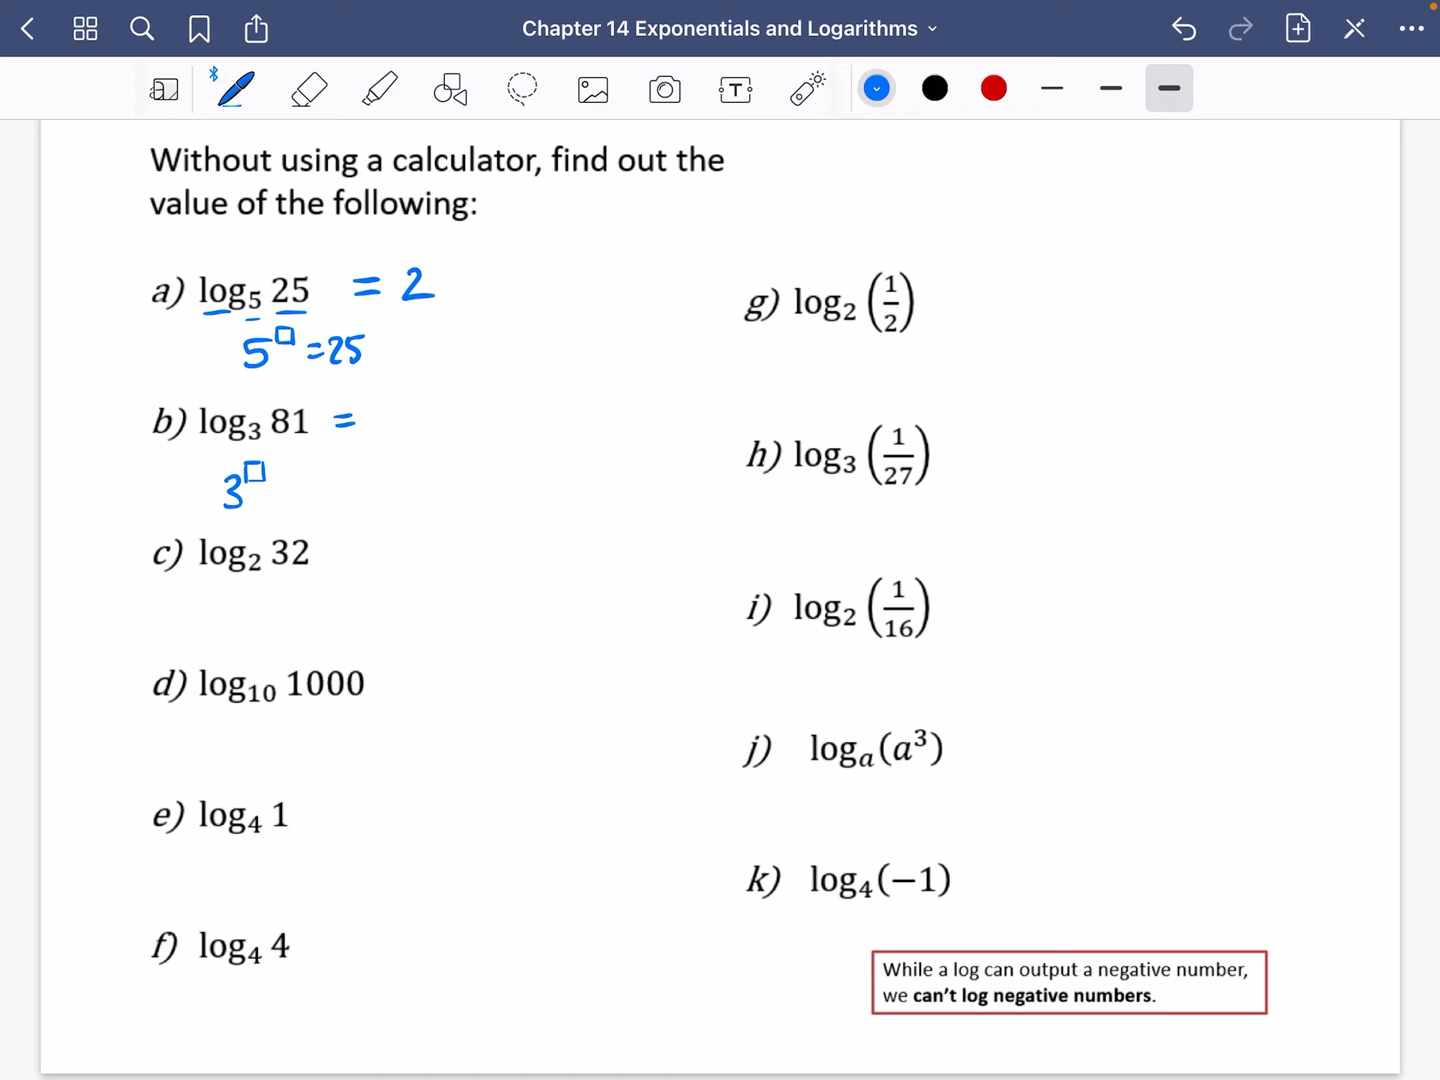 Chapter 14 Exponentials and Logarithms
Without using a calculator, find out the
value of the following:
a) log₅ 25 = 2
5^□ = 25
b) log₃ 81 =
3^□
c) log₂ 32
d) log₁₀ 1000
e) log₄ 1
f) log₄ 4
g) log₂ (1/2)
h) log₃ (1/27)
i) log₂ (1/16)
j) logₐ(a³)
k) log₄(−1)
While a log can output a negative number,
we can't log negative numbers.